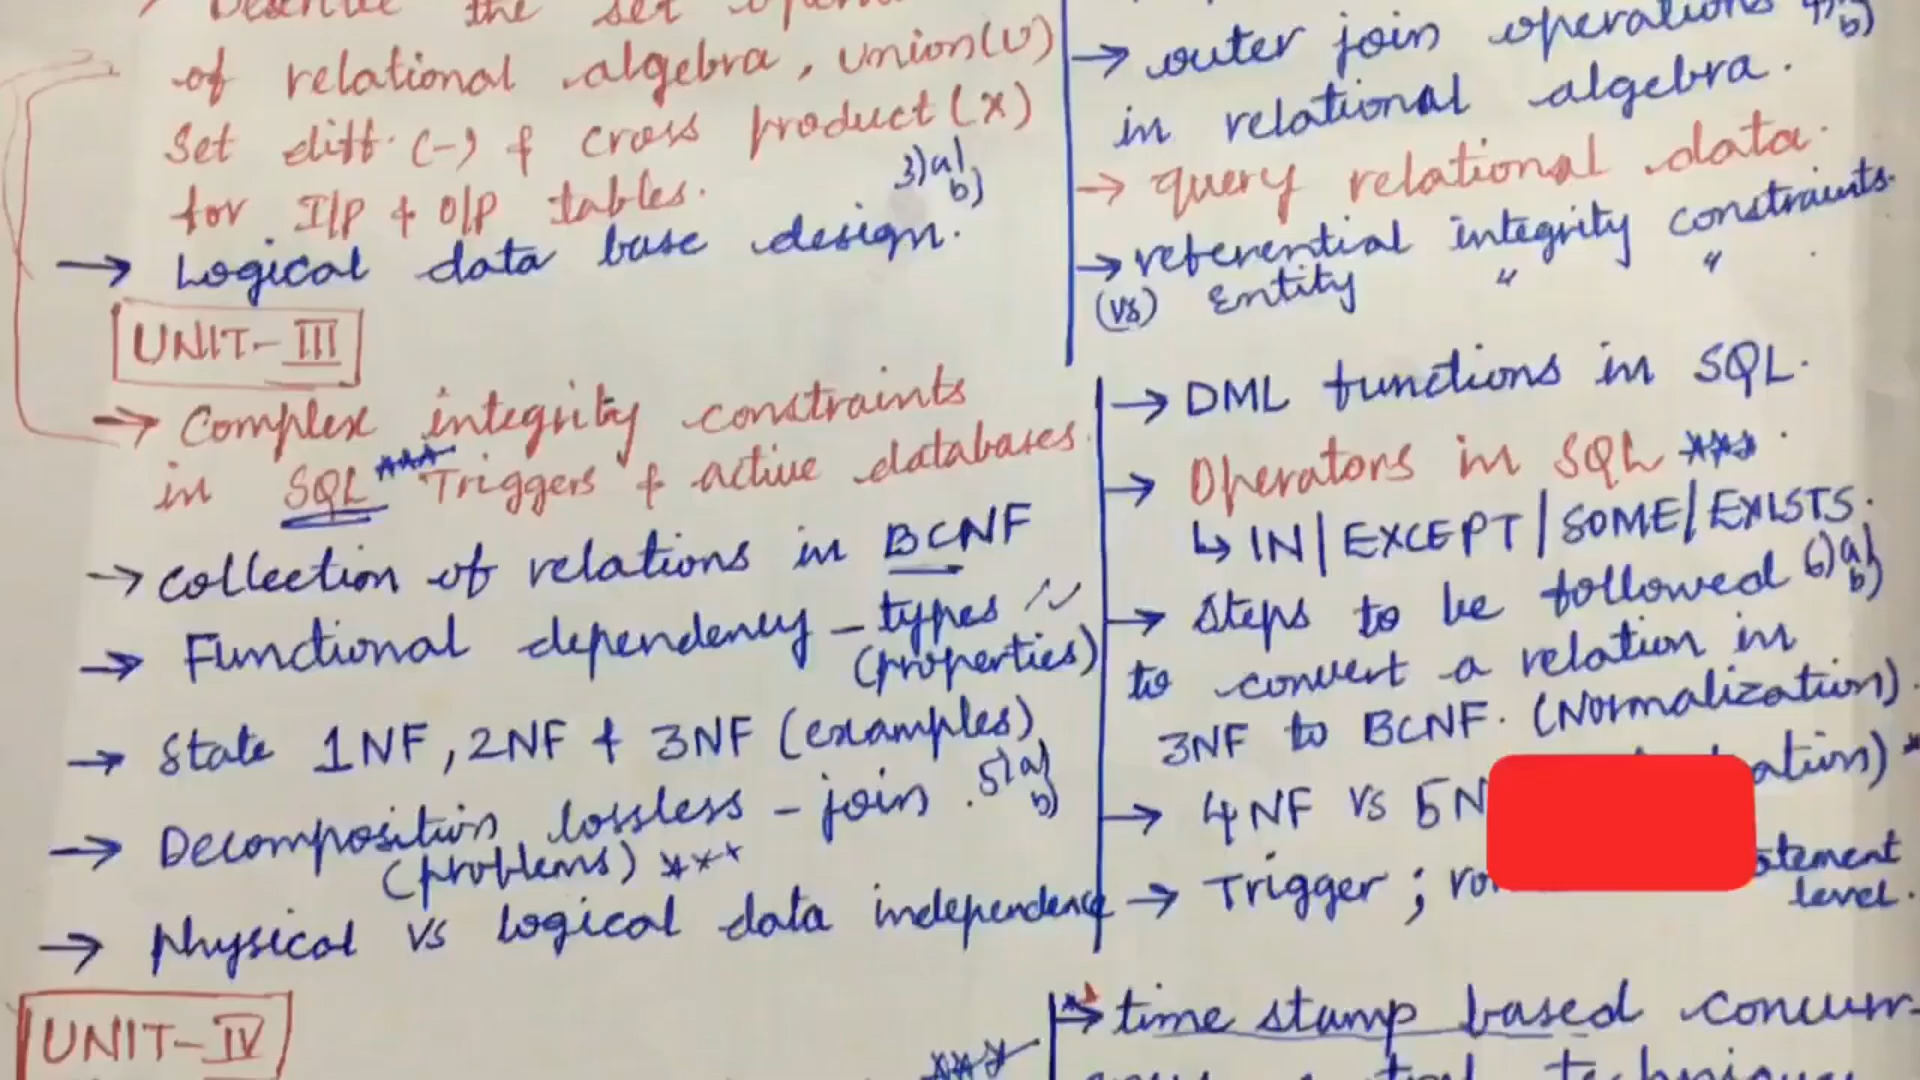 Describe the set
of relational algebra, union(U)
Set diff. (-) & cross product (X)
for I/p & O/p tables.
3)a)
b)
→ Logical data base design.
→ outer join operations
b)
in relational algebra.
→ query relational data.
→ referential integrity constraints.
(vs) Entity " "
UNIT-III
→ Complex integrity constraints
in SQL *** Triggers & active databases.
→ collection of relations in BCNF
→ Functional dependency - types
(properties)
→ State 1NF, 2NF & 3NF (examples)
→ Decomposition lossless - join . 5)a)
b)
(problems) ***
→ Physical vs logical data independence
→ DML functions in SQL.
→ Operators in SQL ***.
↳ IN | EXCEPT | SOME | EXISTS.
→ Steps to be followed 6)a)
b)
to convert a relation in
3NF to BCNF. (Normalization).
→ 4NF vs 5N
→ Trigger ;
level.
UNIT-IV
***
→ time stamp based concurr-